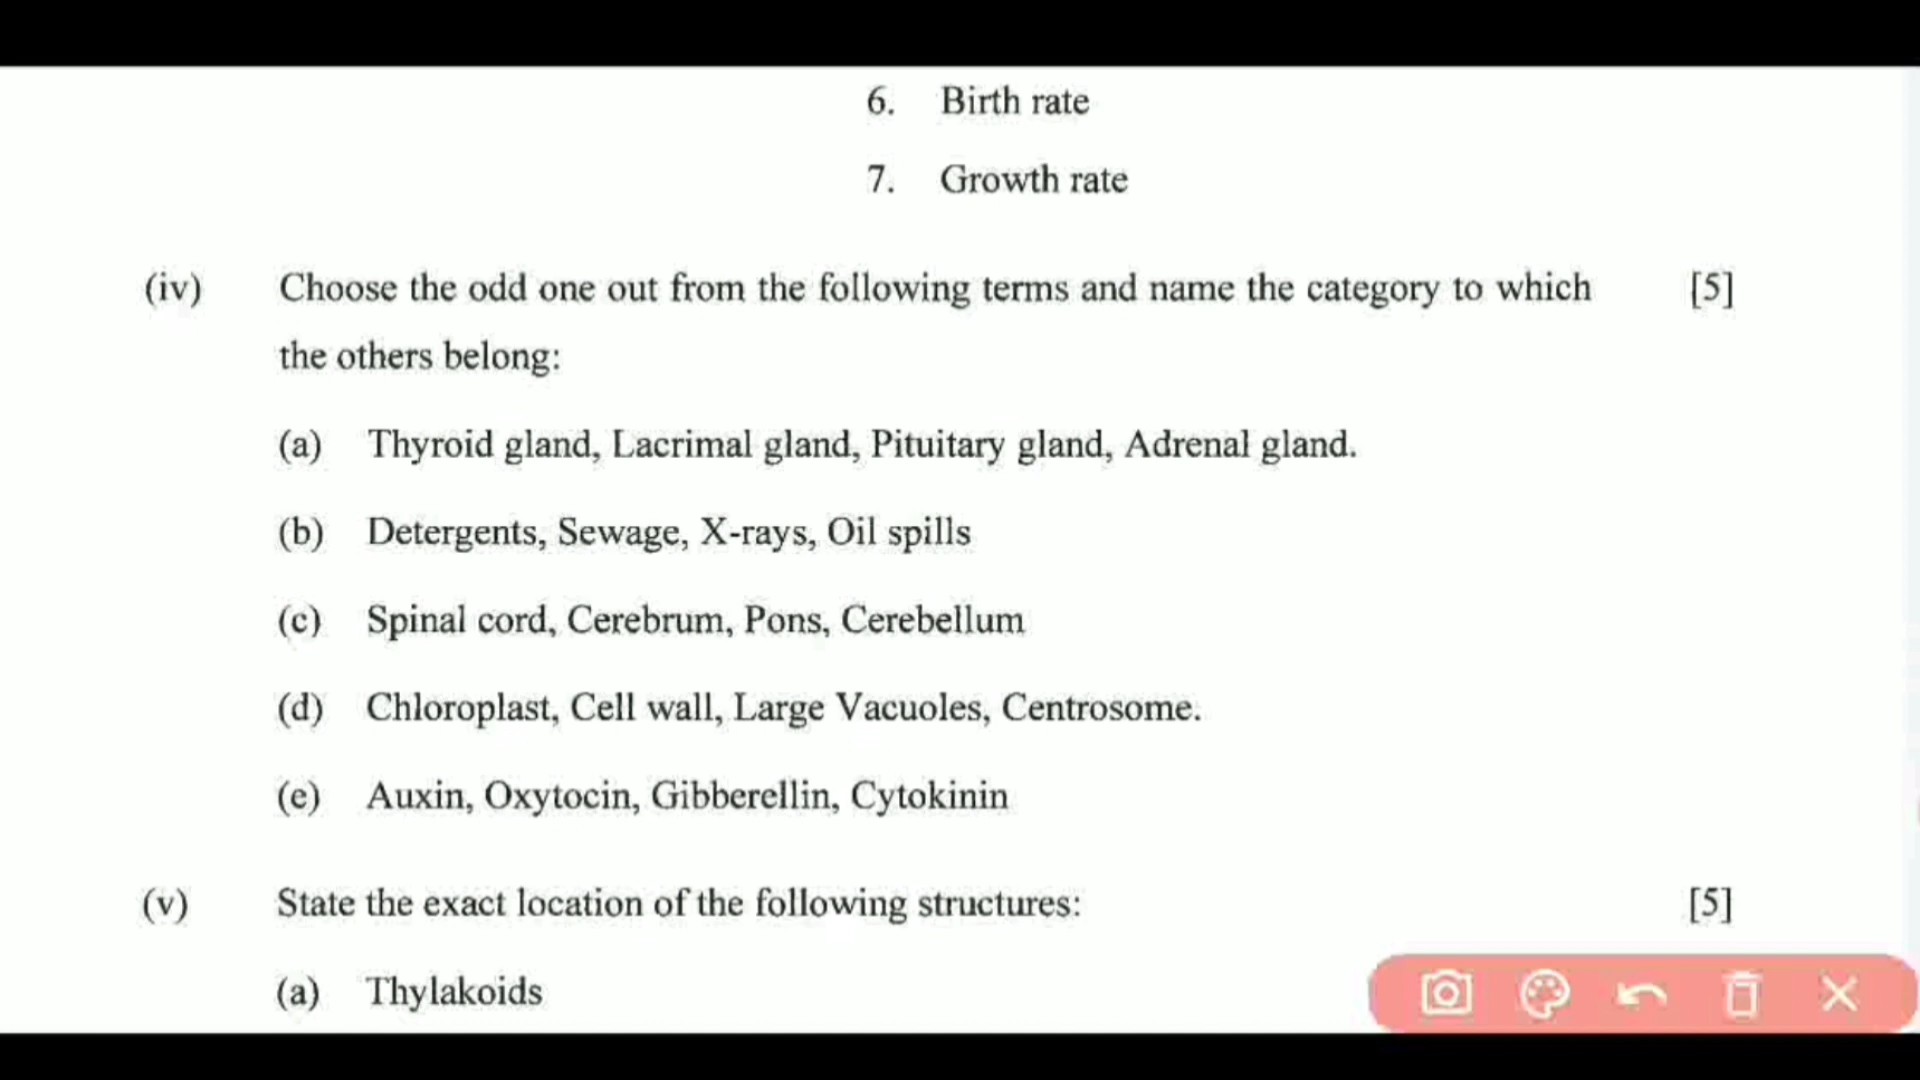 6. Birth rate
7. Growth rate
(iv) Choose the odd one out from the following terms and name the category to which [5]
the others belong:
(a) Thyroid gland, Lacrimal gland, Pituitary gland, Adrenal gland.
(b) Detergents, Sewage, X-rays, Oil spills
(c) Spinal cord, Cerebrum, Pons, Cerebellum
(d) Chloroplast, Cell wall, Large Vacuoles, Centrosome.
(e) Auxin, Oxytocin, Gibberellin, Cytokinin
(v) State the exact location of the following structures: [5]
(a) Thylakoids